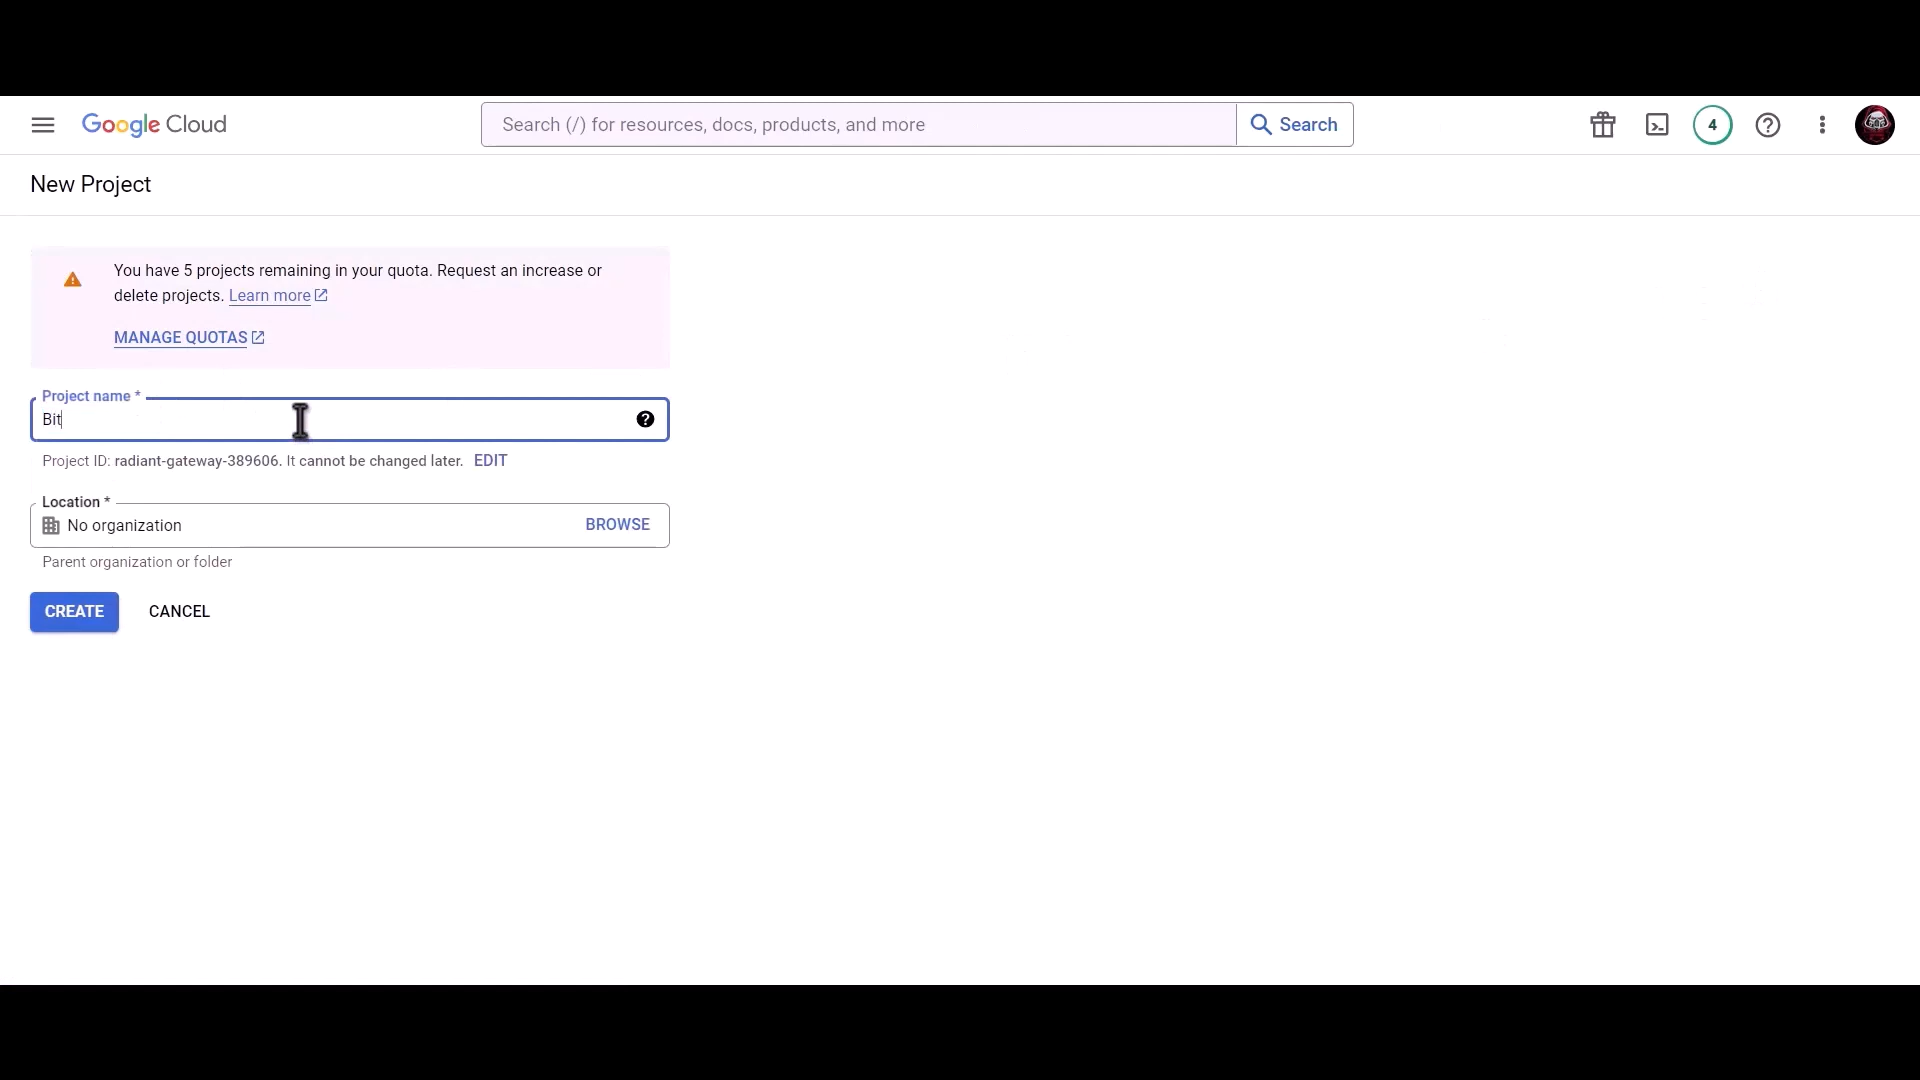 Google Cloud
Search (/) for resources, docs, products, and more
Search
4
New Project
You have 5 projects remaining in your quota. Request an increase or
delete projects. Learn more
MANAGE QUOTAS
Project name *
Bit
Project ID: radiant-gateway-389606. It cannot be changed later. EDIT
Location *
No organization
BROWSE
Parent organization or folder
CREATE
CANCEL